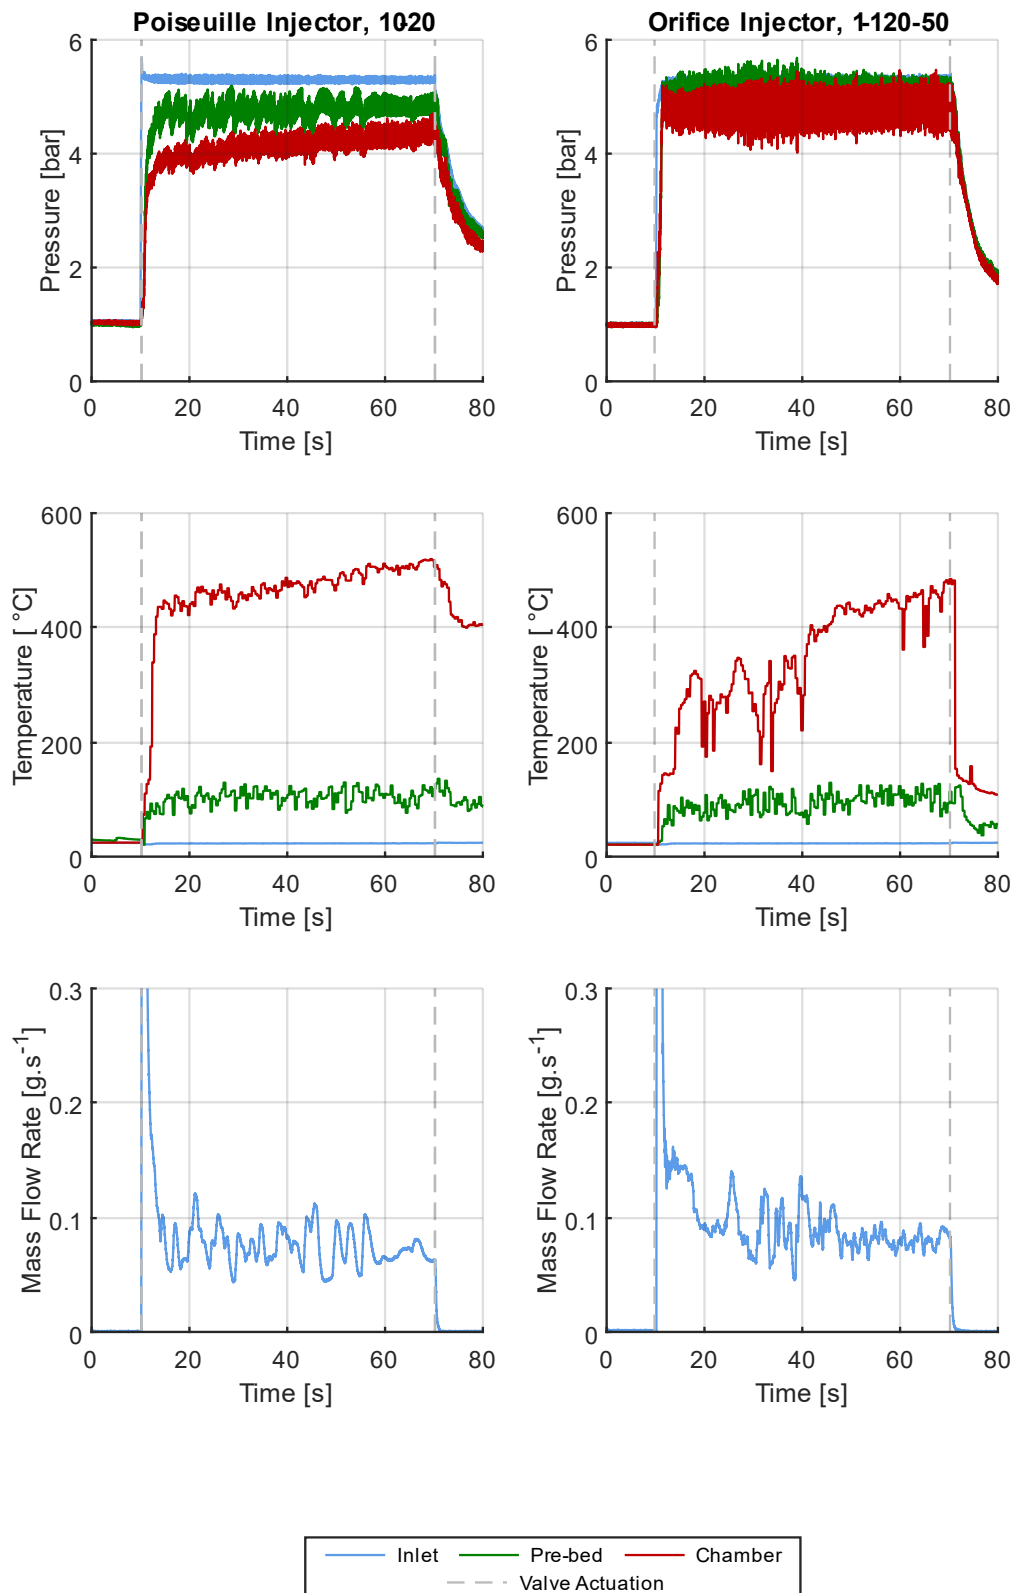 Poiseuille Injector, 10-20
Orifice Injector, 1-120-50
6
4
2
0
Pressure [bar]
0 20 40 60 80
Time [s]
6
4
2
0
Pressure [bar]
0 20 40 60 80
Time [s]
600
400
200
0
Temperature [ °C]
0 20 40 60 80
Time [s]
600
400
200
0
Temperature [ °C]
0 20 40 60 80
Time [s]
0.3
0.2
0.1
0
Mass Flow Rate [g.s-1]
0 20 40 60 80
Time [s]
0.3
0.2
0.1
0
Mass Flow Rate [g.s-1]
0 20 40 60 80
Time [s]
Inlet Pre-bed Chamber
Valve Actuation